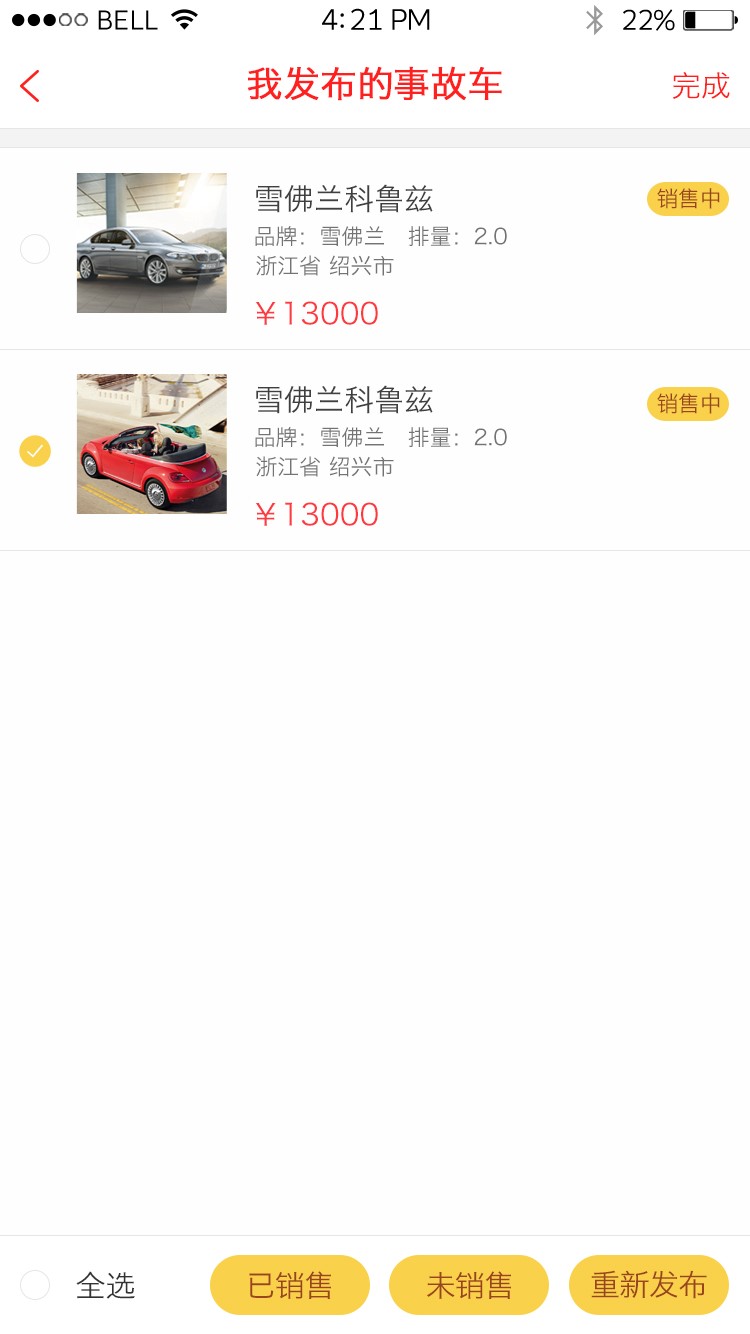 BELL 4:21 PM 22%
我发布的事故车 完成
雪佛兰科鲁兹 销售中
品牌：雪佛兰 排量：2.0
浙江省 绍兴市
￥13000
雪佛兰科鲁兹 销售中
品牌：雪佛兰 排量：2.0
浙江省 绍兴市
￥13000
全选 已销售 未销售 重新发布